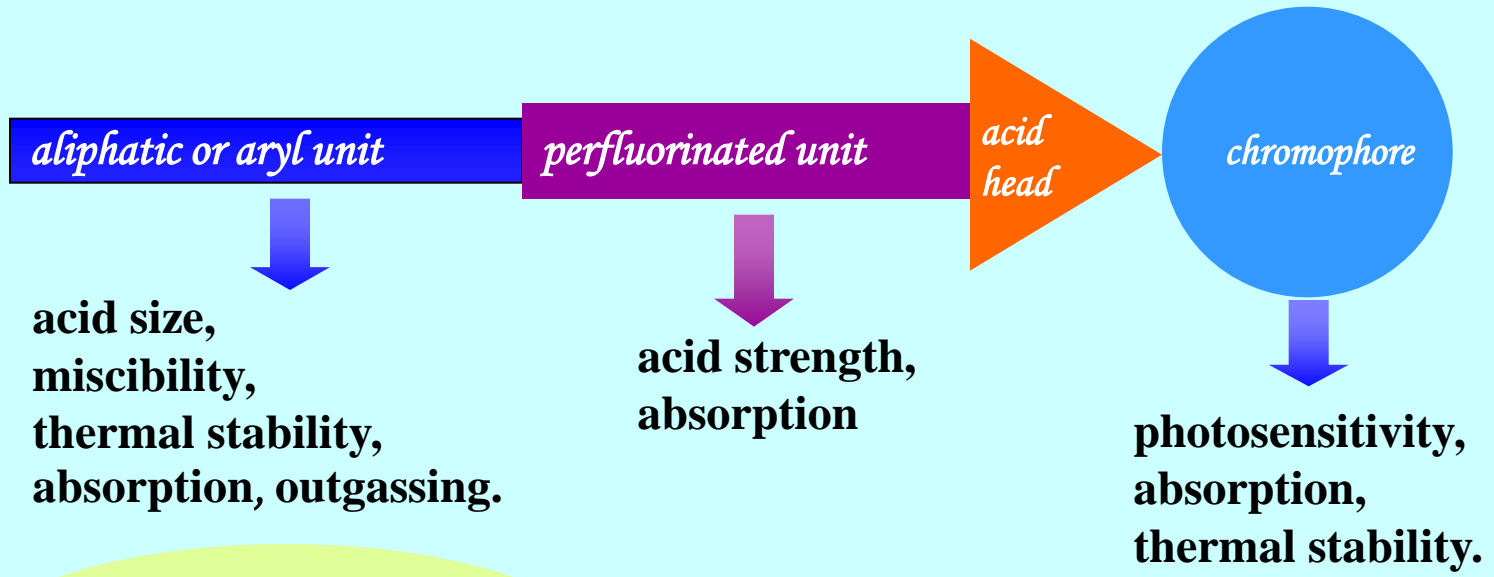 aliphatic or aryl unit
perfluorinated unit
acid
head
chromophore
acid size,
miscibility,
thermal stability,
absorption, outgassing.
acid strength,
absorption
photosensitivity,
absorption,
thermal stability.